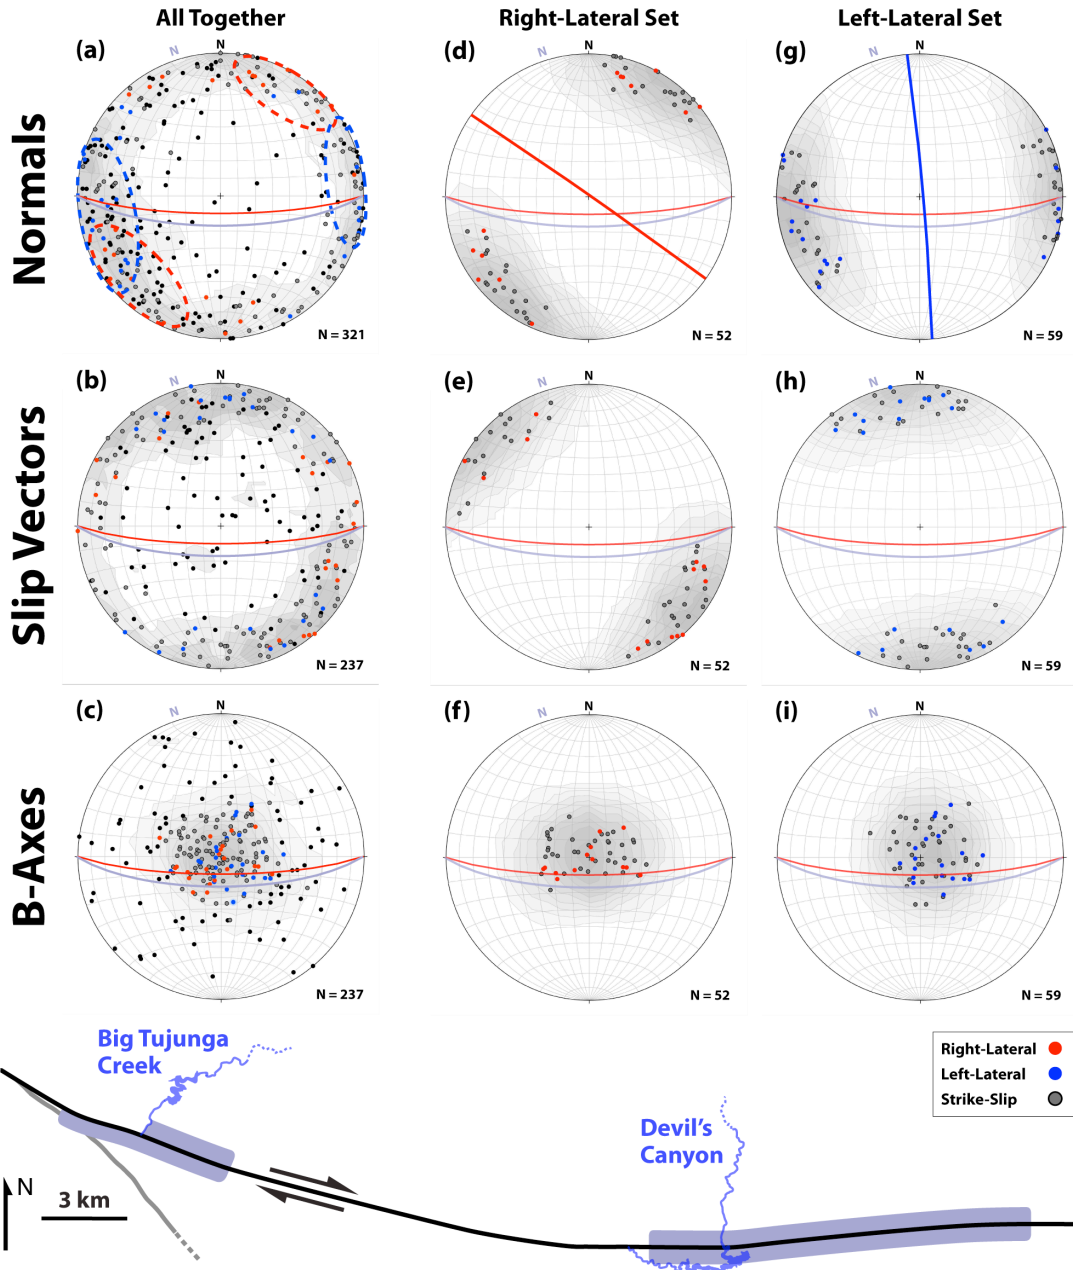 All Together
Right-Lateral Set
Left-Lateral Set
Normals
(a)
N
N
N = 321
(d)
N
N
N = 52
(g)
N
N
N = 59
Slip Vectors
(b)
N
N
N = 237
(e)
N
N
N = 52
(h)
N
N
N = 59
B-Axes
(c)
N
N
N = 237
(f)
N
N
N = 52
(i)
N
N
N = 59
Big Tujunga
Creek
Devil's
Canyon
N
3 km
Right-Lateral
Left-Lateral
Strike-Slip